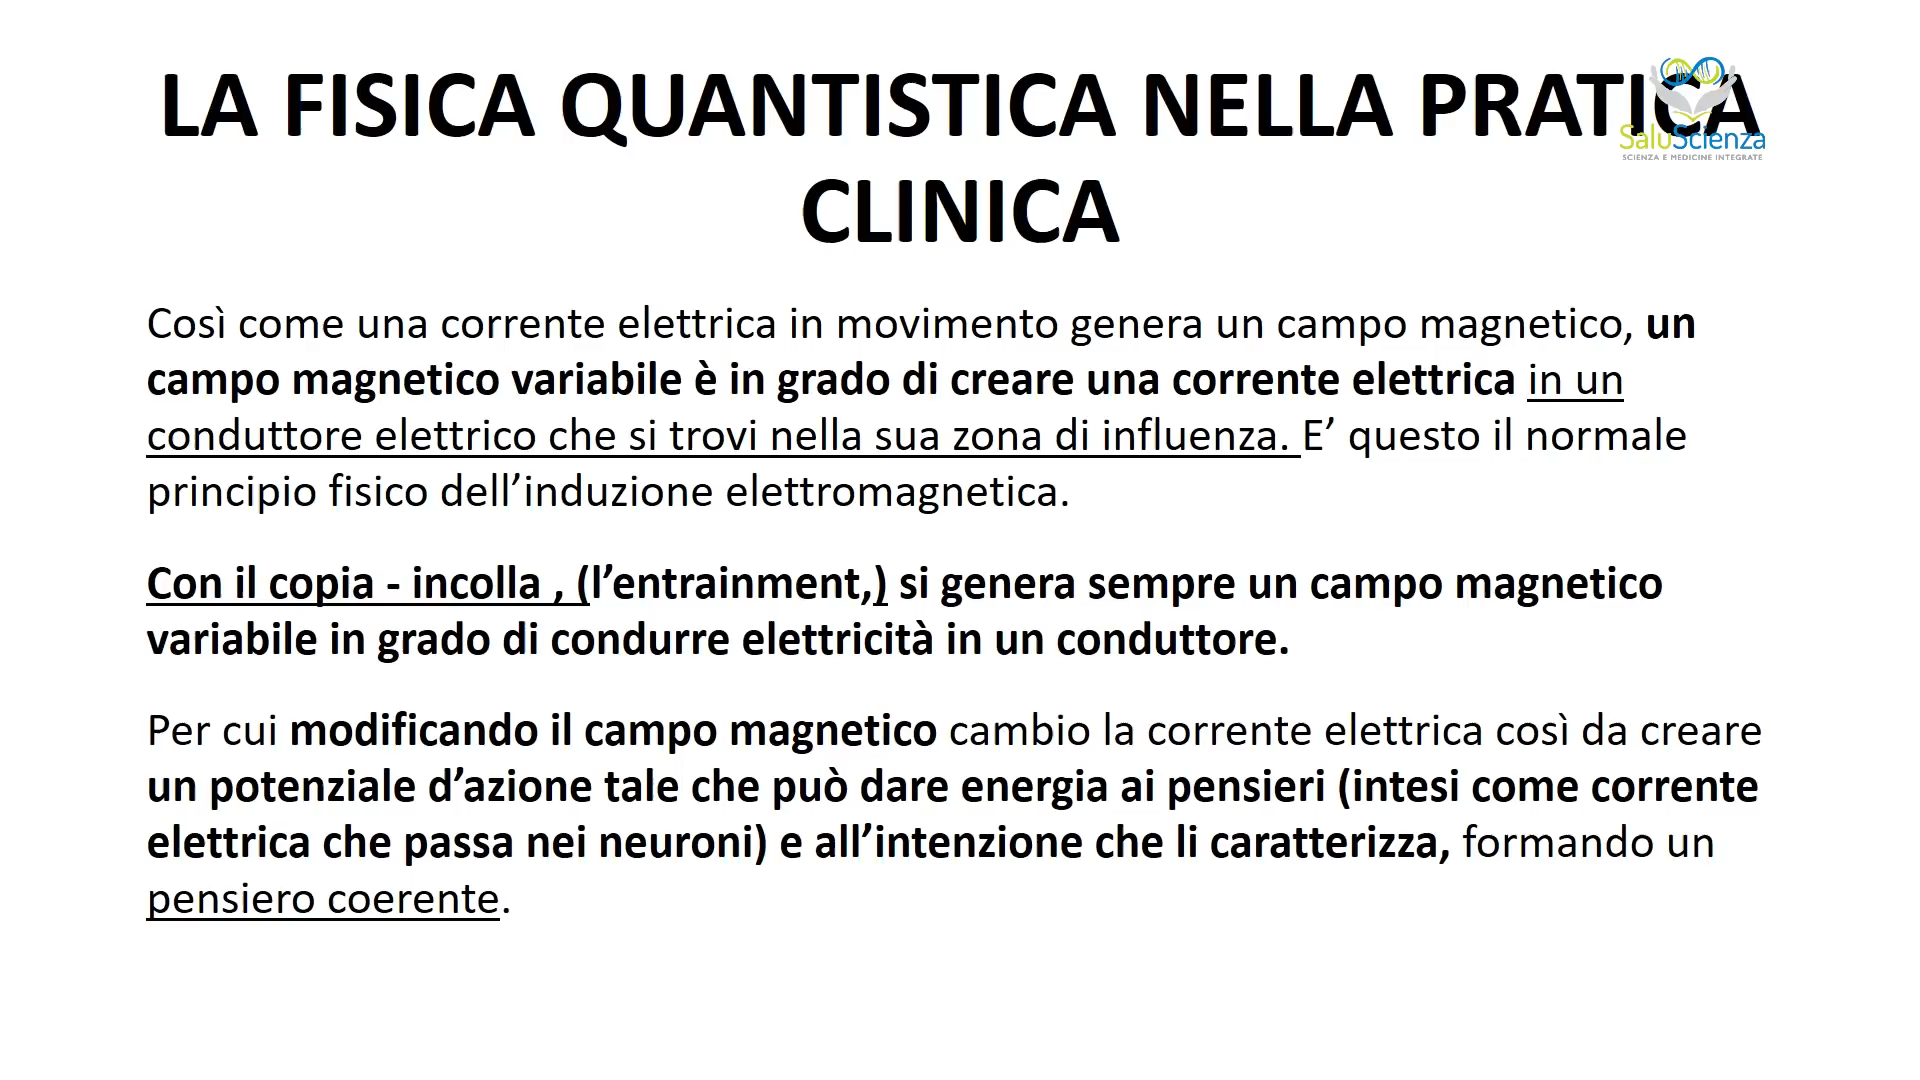 LA FISICA QUANTISTICA NELLA PRATICA
CLINICA
SaluScienza
SCIENZA E MEDICINE INTEGRATE
Così come una corrente elettrica in movimento genera un campo magnetico, un
campo magnetico variabile è in grado di creare una corrente elettrica in un
conduttore elettrico che si trovi nella sua zona di influenza. E’ questo il normale
principio fisico dell’induzione elettromagnetica.
Con il copia - incolla , (l’entrainment,) si genera sempre un campo magnetico
variabile in grado di condurre elettricità in un conduttore.
Per cui modificando il campo magnetico cambio la corrente elettrica così da creare
un potenziale d’azione tale che può dare energia ai pensieri (intesi come corrente
elettrica che passa nei neuroni) e all’intenzione che li caratterizza, formando un
pensiero coerente.